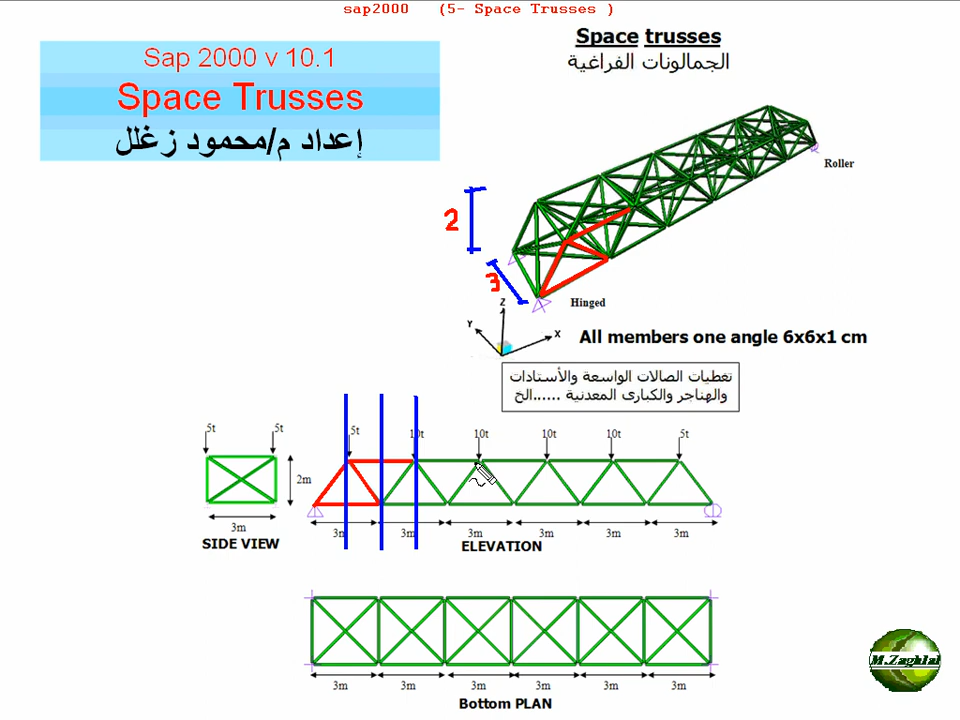 sap2000 (5- Space Trusses )
Sap 2000 v 10.1
Space Trusses
إعداد م/محمود زغلل
Space trusses
الجمالونات الفراغية
Roller
2
3
Hinged
Z
Y
X
All members one angle 6x6x1 cm
تغطيات الصالات الواسعة والأستادات
والهناجر والكبارى المعدنية ......الخ
5t 5t
2m
3m
SIDE VIEW
5t 10t 10t 10t 10t 5t
3m 3m 3m 3m 3m 3m
ELEVATION
3m 3m 3m 3m 3m 3m
Bottom PLAN
M.Zaghlal